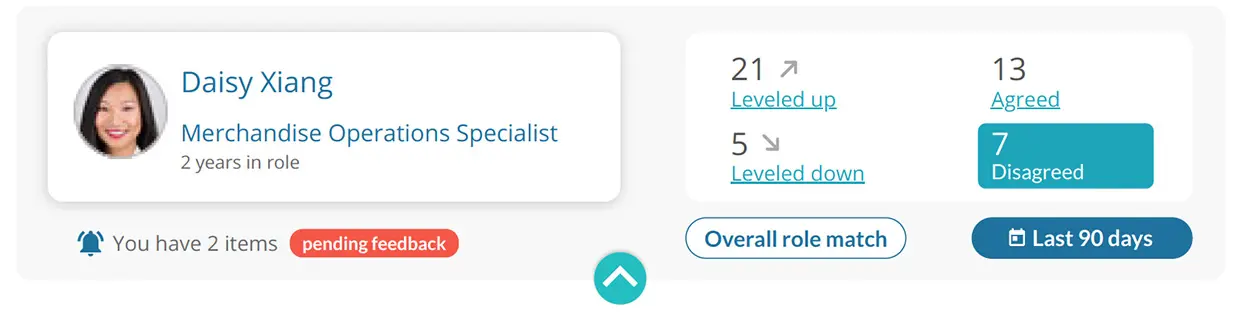 Daisy Xiang
Merchandise Operations Specialist
2 years in role
You have 2 items pending feedback
21
Leveled up
13
Agreed
5
Leveled down
7
Disagreed
Overall role match
Last 90 days